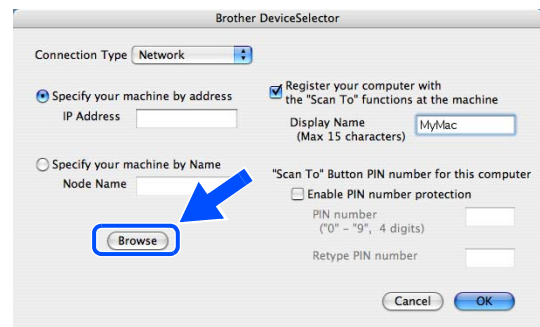 Brother DeviceSelector
Connection Type Network
Specify your machine by address
IP Address
Specify your machine by Name
Node Name
Browse
Register your computer with
the "Scan To" functions at the machine
Display Name MyMac
(Max 15 characters)
"Scan To" Button PIN number for this computer
Enable PIN number protection
PIN number
("0" – "9", 4 digits)
Retype PIN number
Cancel OK